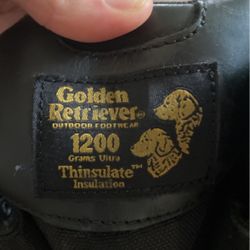 Golden
Retriever®
OUTDOOR FOOTWEAR
1200
Grams Ultra
Thinsulate™
Insulation